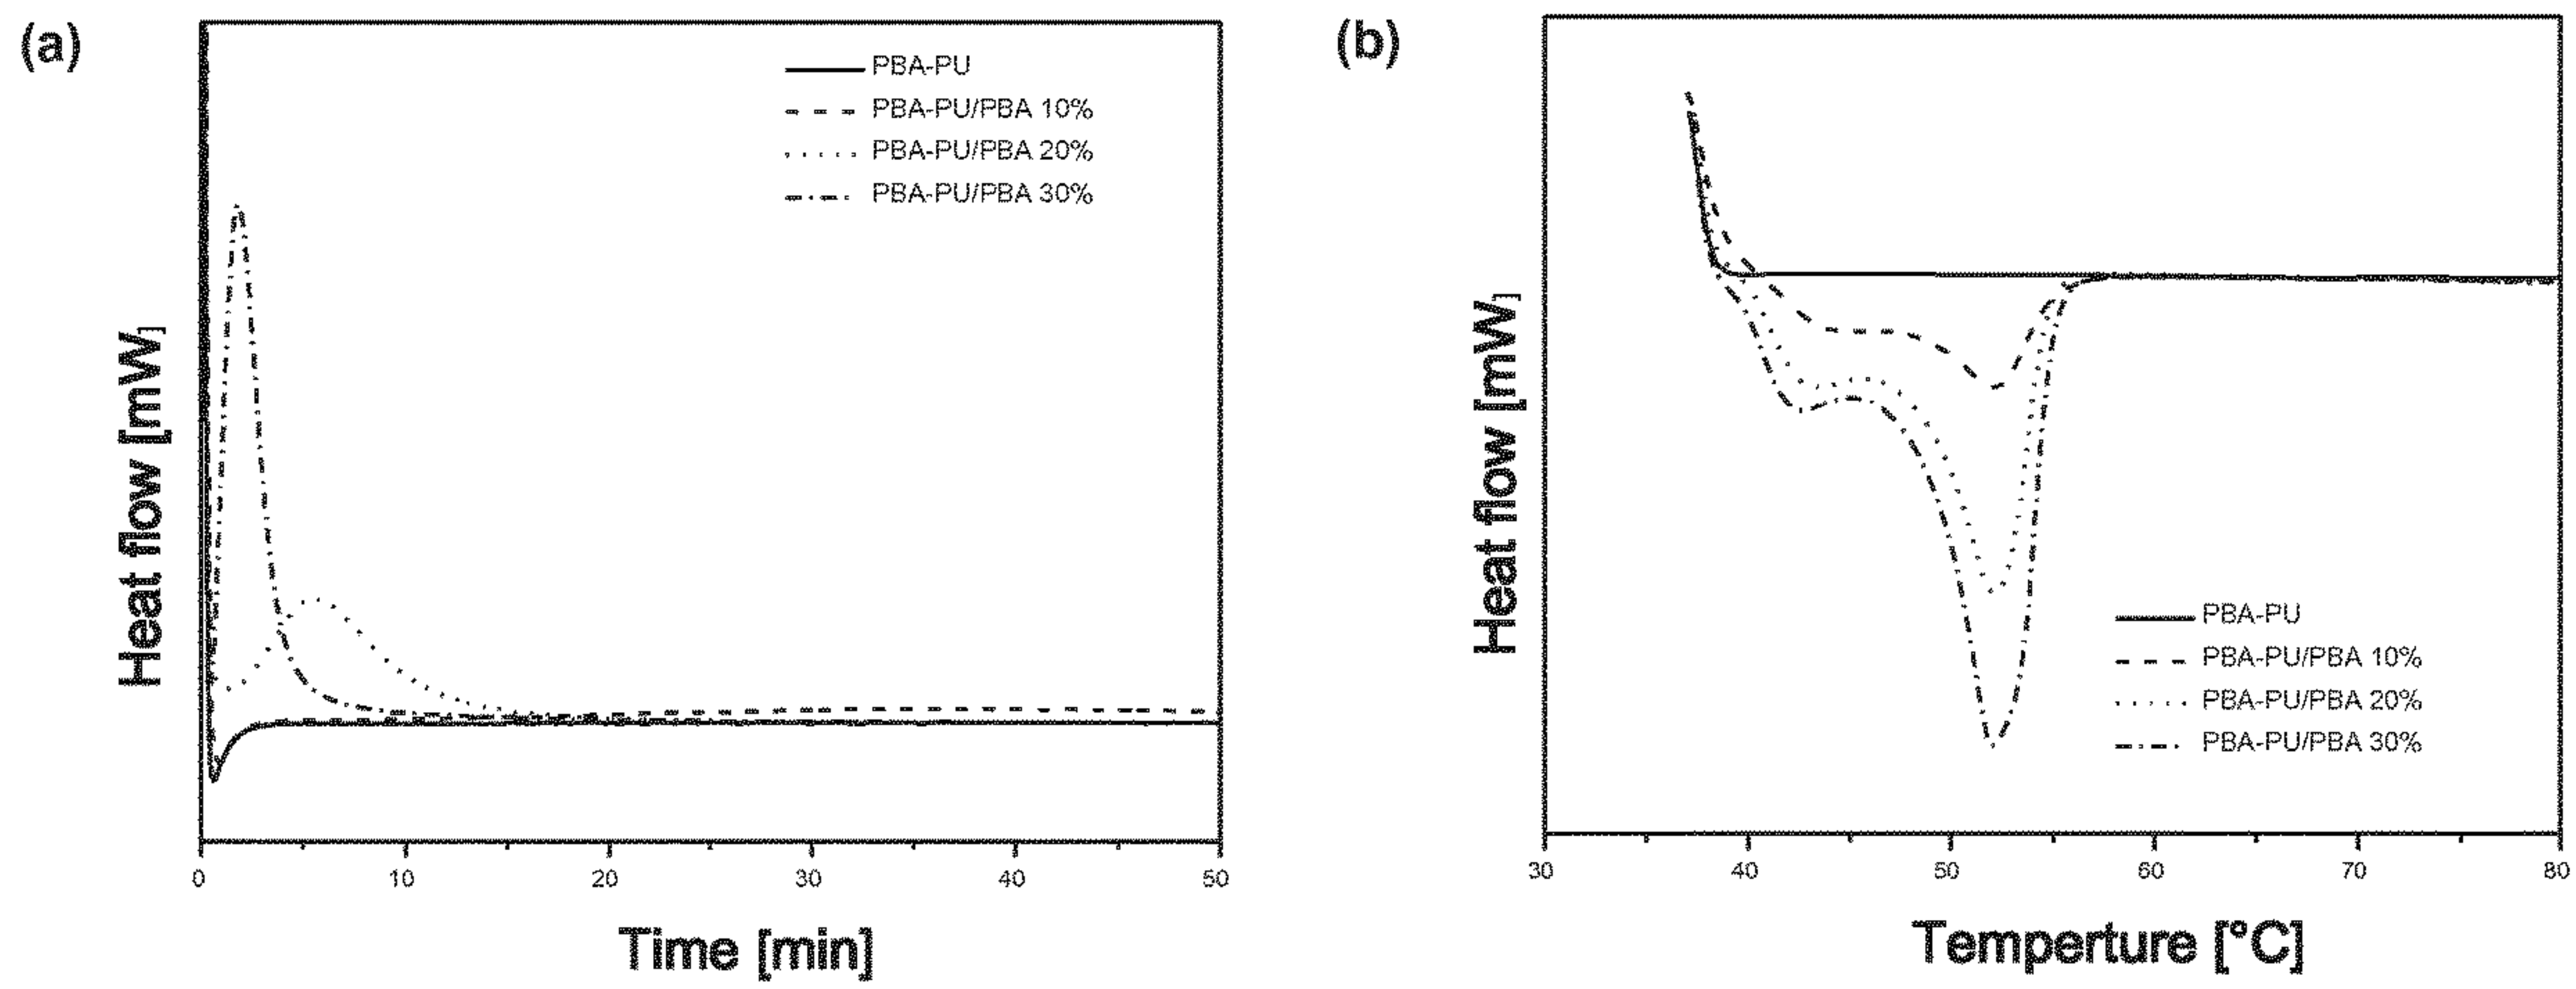 (a)
PBA-PU
PBA-PU/PBA 10%
PBA-PU/PBA 20%
PBA-PU/PBA 30%
Heat flow [mW]
0 10 20 30 40 50
Time [min]
(b)
Heat flow [mW]
PBA-PU
PBA-PU/PBA 10%
PBA-PU/PBA 20%
PBA-PU/PBA 30%
30 40 50 60 70 80
Temperture [°C]